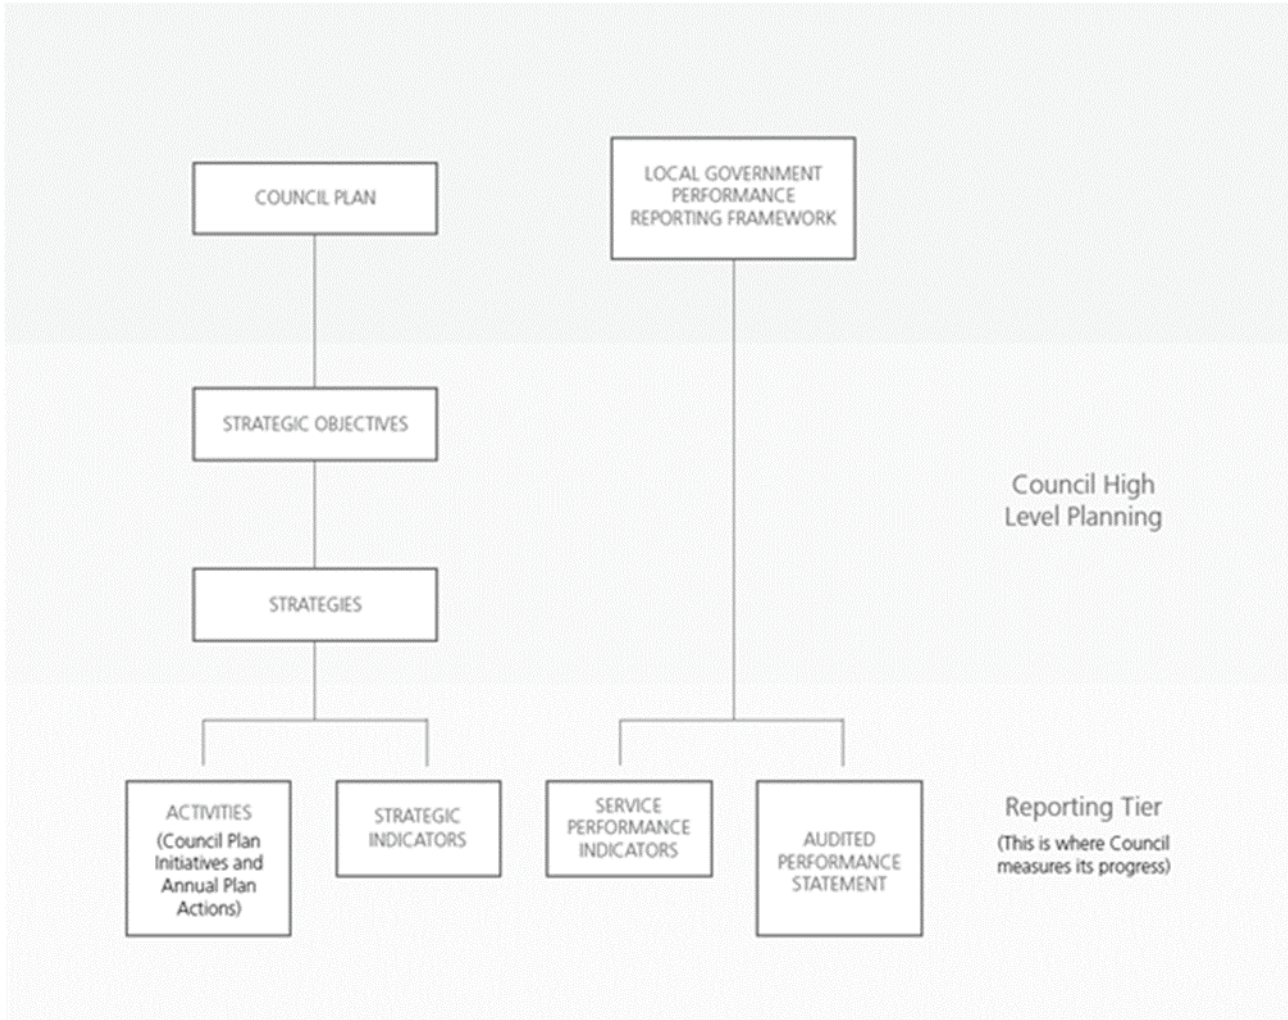 COUNCIL PLAN
LOCAL GOVERNMENT
PERFORMANCE
REPORTING FRAMEWORK
STRATEGIC OBJECTIVES
Council High
Level Planning
STRATEGIES
ACTIVITIES
(Council Plan
Initiatives and
Annual Plan
Actions)
STRATEGIC
INDICATORS
SERVICE
PERFORMANCE
INDICATORS
AUDITED
PERFORMANCE
STATEMENT
Reporting Tier
(This is where Council
measures its progress)